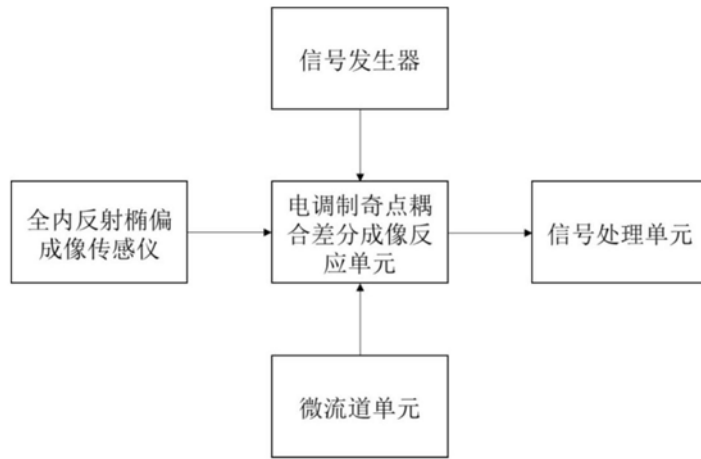 信号发生器
全内反射椭偏
成像传感仪
电调制奇点耦
合差分成像反
应单元
信号处理单元
微流道单元